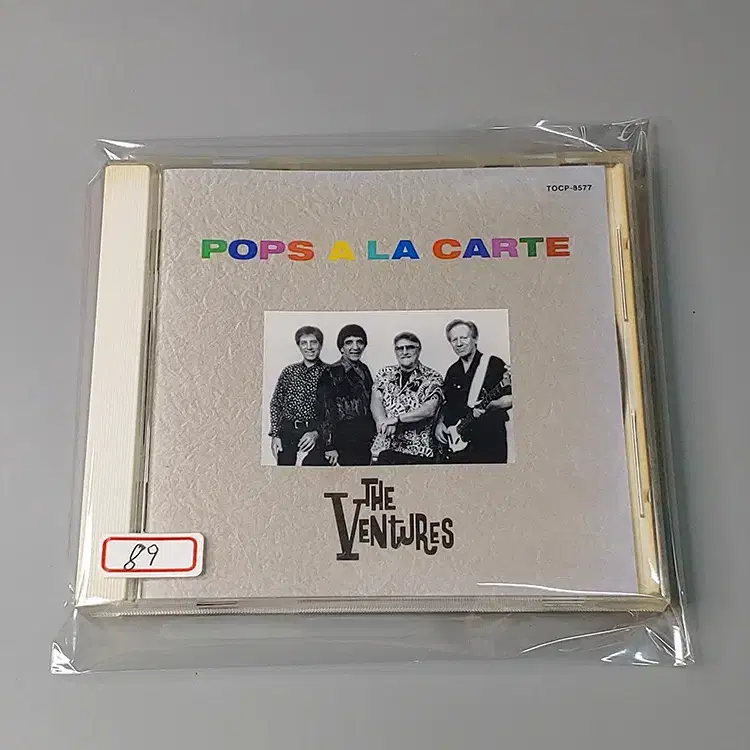 TOCP-8577
POPS A LA CARTE
THE
VENTURES
89